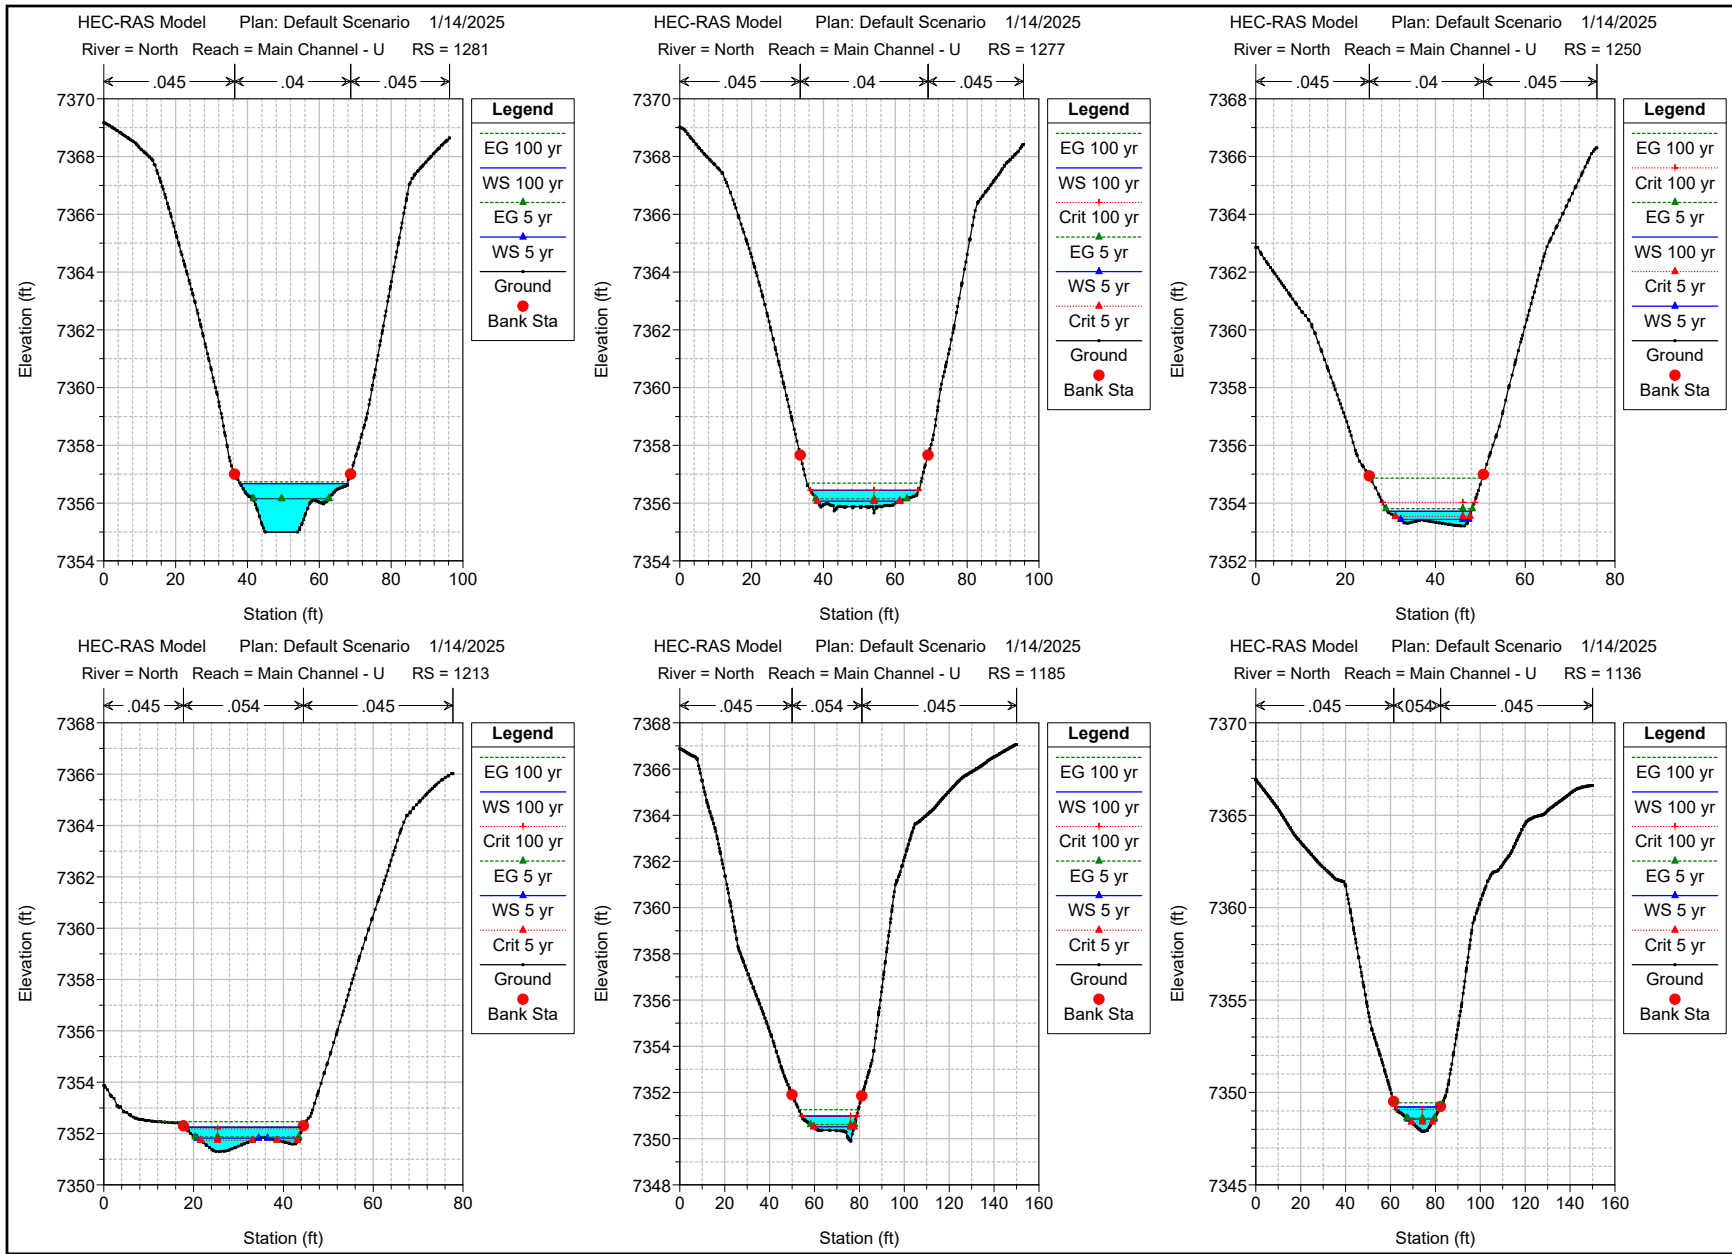 HEC-RAS Model Plan: Default Scenario 1/14/2025
River = North Reach = Main Channel - U RS = 1281
.045 .04 .045
7370
7368
7366
7364
7362
7360
7358
7356
7354
0 20 40 60 80 100
Elevation (ft)
Station (ft)
Legend
EG 100 yr
WS 100 yr
EG 5 yr
WS 5 yr
Ground
Bank Sta
HEC-RAS Model Plan: Default Scenario 1/14/2025
River = North Reach = Main Channel - U RS = 1277
.045 .04 .045
7370
7368
7366
7364
7362
7360
7358
7356
7354
0 20 40 60 80 100
Elevation (ft)
Station (ft)
Legend
EG 100 yr
WS 100 yr
Crit 100 yr
EG 5 yr
WS 5 yr
Crit 5 yr
Ground
Bank Sta
HEC-RAS Model Plan: Default Scenario 1/14/2025
River = North Reach = Main Channel - U RS = 1250
.045 .04 .045
7368
7366
7364
7362
7360
7358
7356
7354
7352
0 20 40 60 80
Elevation (ft)
Station (ft)
Legend
EG 100 yr
Crit 100 yr
EG 5 yr
WS 100 yr
Crit 5 yr
WS 5 yr
Ground
Bank Sta
HEC-RAS Model Plan: Default Scenario 1/14/2025
River = North Reach = Main Channel - U RS = 1213
.045 .054 .045
7368
7366
7364
7362
7360
7358
7356
7354
7352
7350
0 20 40 60 80
Elevation (ft)
Station (ft)
Legend
EG 100 yr
WS 100 yr
Crit 100 yr
EG 5 yr
WS 5 yr
Crit 5 yr
Ground
Bank Sta
HEC-RAS Model Plan: Default Scenario 1/14/2025
River = North Reach = Main Channel - U RS = 1185
.045 .054 .045
7368
7366
7364
7362
7360
7358
7356
7354
7352
7350
7348
0 20 40 60 80 100 120 140 160
Elevation (ft)
Station (ft)
Legend
EG 100 yr
WS 100 yr
Crit 100 yr
EG 5 yr
WS 5 yr
Crit 5 yr
Ground
Bank Sta
HEC-RAS Model Plan: Default Scenario 1/14/2025
River = North Reach = Main Channel - U RS = 1136
.045 .054 .045
7370
7365
7360
7355
7350
7345
0 20 40 60 80 100 120 140 160
Elevation (ft)
Station (ft)
Legend
EG 100 yr
WS 100 yr
Crit 100 yr
EG 5 yr
WS 5 yr
Crit 5 yr
Ground
Bank Sta